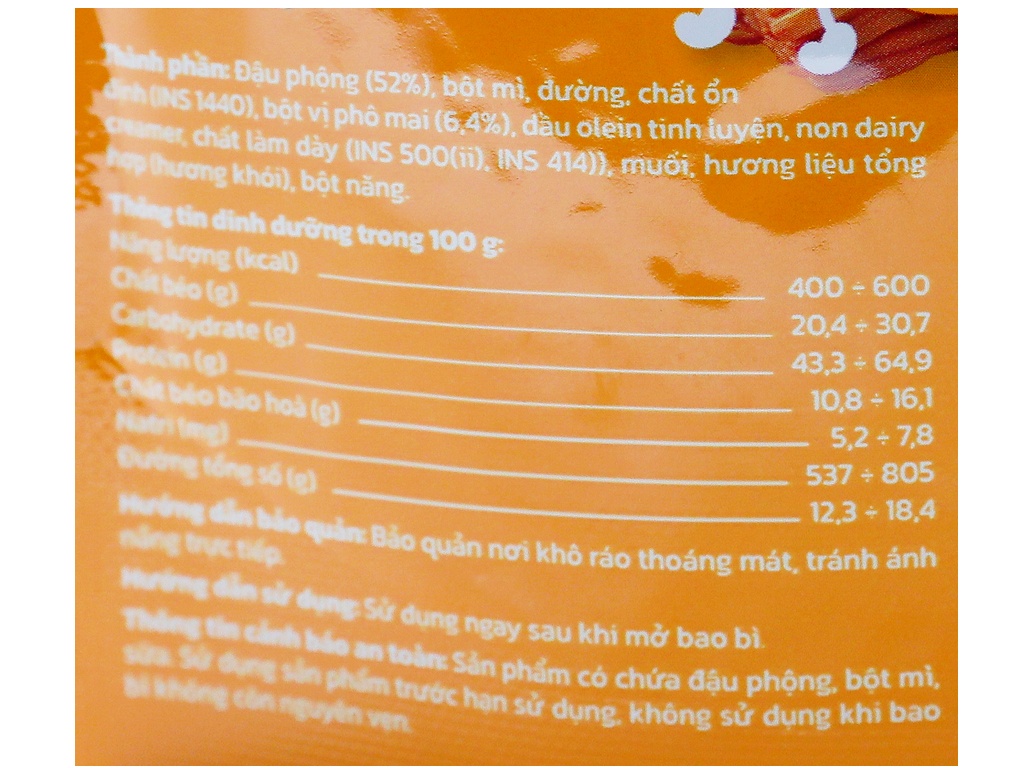 Thành phần: Đậu phộng (52%), bột mì, đường, chất ổn
định (INS 1440), bột vị phô mai (6,4%), dầu olein tinh luyện, non dairy
creamer, chất làm dày (INS 500(ii), INS 414)), muối, hương liệu tổng
hợp (hương khói), bột năng.
Thông tin dinh dưỡng trong 100 g:
Năng lượng (kcal) 400 ÷ 600
Chất béo (g) 20,4 ÷ 30,7
Carbohydrate (g) 43,3 ÷ 64,9
Protein (g) 10,8 ÷ 16,1
Chất béo bão hoà (g) 5,2 ÷ 7,8
Natri (mg) 537 ÷ 805
Đường tổng số (g) 12,3 ÷ 18,4
Hướng dẫn bảo quản: Bảo quản nơi khô ráo thoáng mát, tránh ánh
nắng trực tiếp.
Hướng dẫn sử dụng: Sử dụng ngay sau khi mở bao bì.
Thông tin cảnh báo an toàn: Sản phẩm có chứa đậu phộng, bột mì,
sữa. Sử dụng sản phẩm trước hạn sử dụng, không sử dụng khi bao
bì không còn nguyên vẹn.